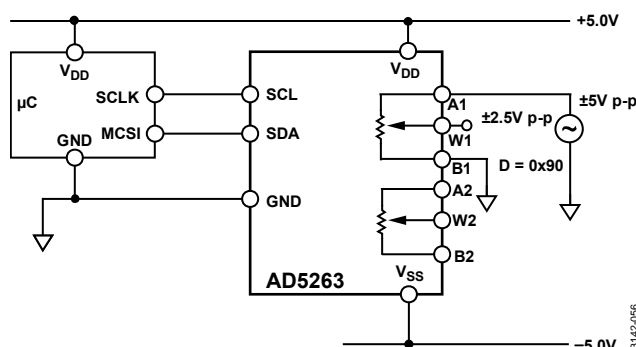 +5.0V
VDD
VDD
µC
SCLK
SCL
A1
±5V p-p
±2.5V p-p
W1
MCSI
SDA
GND
B1
D = 0x90
A2
GND
W2
B2
VSS
AD5263
–5.0V